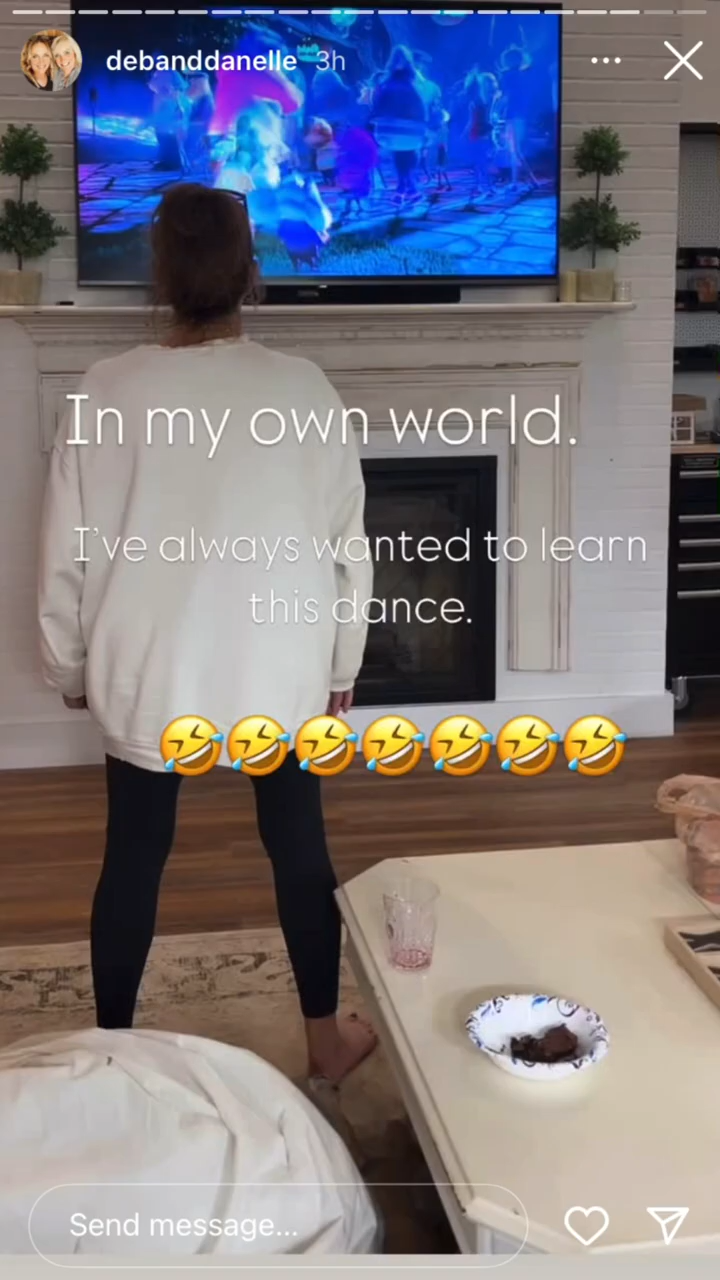 debanddanelle 3h
In my own world.
I've always wanted to learn
this dance.
🤣🤣🤣🤣🤣🤣🤣
Send message...